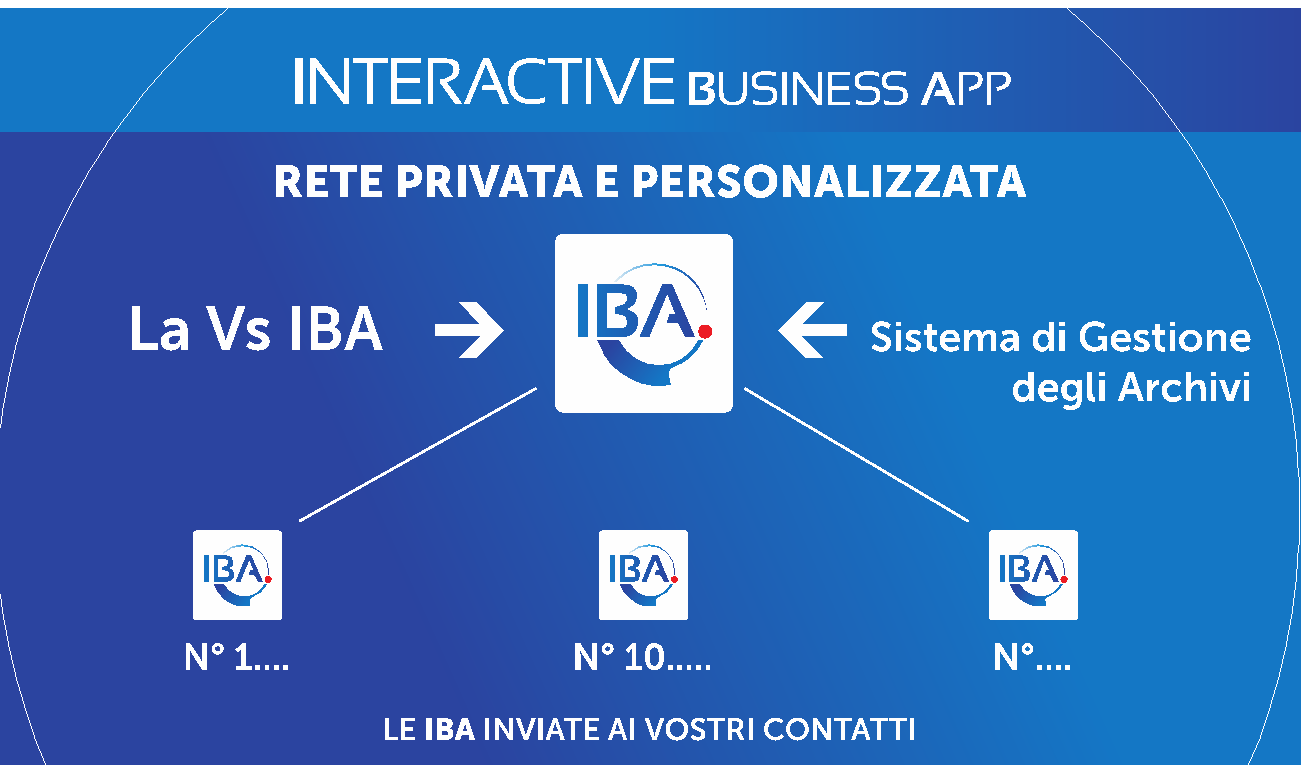 INTERACTIVE BUSINESS APP
RETE PRIVATA E PERSONALIZZATA
IBA.
La Vs IBA
Sistema di Gestione
degli Archivi
IBA. IBA. IBA.
N° 1.... N° 10..... N°....
LE IBA INVIATE AI VOSTRI CONTATTI